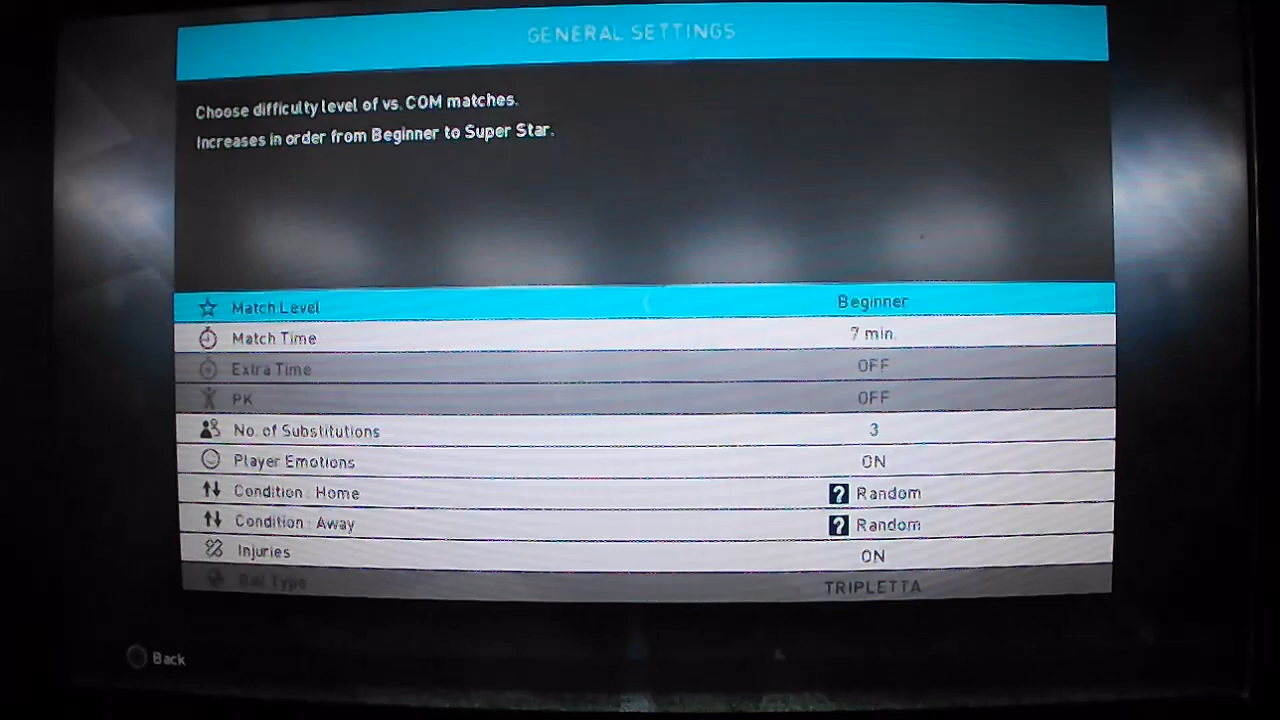 GENERAL SETTINGS
Choose difficulty level of vs. COM matches.
Increases in order from Beginner to Super Star.
Match Level Beginner
Match Time 7 min.
Extra Time OFF
PK OFF
No. of Substitutions 3
Player Emotions ON
Condition : Home ? Random
Condition : Away ? Random
Injuries ON
Ball Type TRIPLETTA
Back